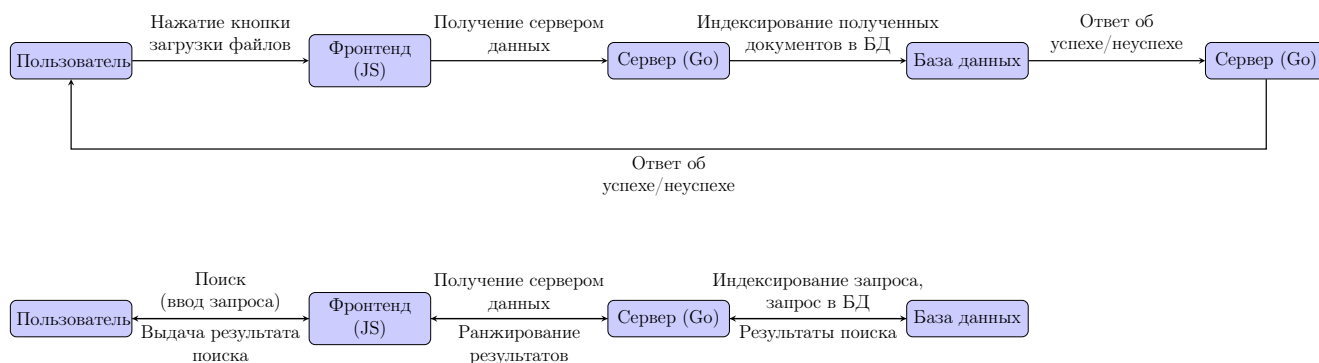 Пользователь
Нажатие кнопки
загрузки файлов
Фронтенд
(JS)
Получение сервером
данных
Сервер (Go)
Индексирование полученных
документов в БД
База данных
Ответ об
успехе/неуспехе
Сервер (Go)
Ответ об
успехе/неуспехе
Пользователь
Поиск
(ввод запроса)
Выдача результата
поиска
Фронтенд
(JS)
Получение сервером
данных
Ранжирование
результатов
Сервер (Go)
Индексирование запроса,
запрос в БД
Результаты поиска
База данных